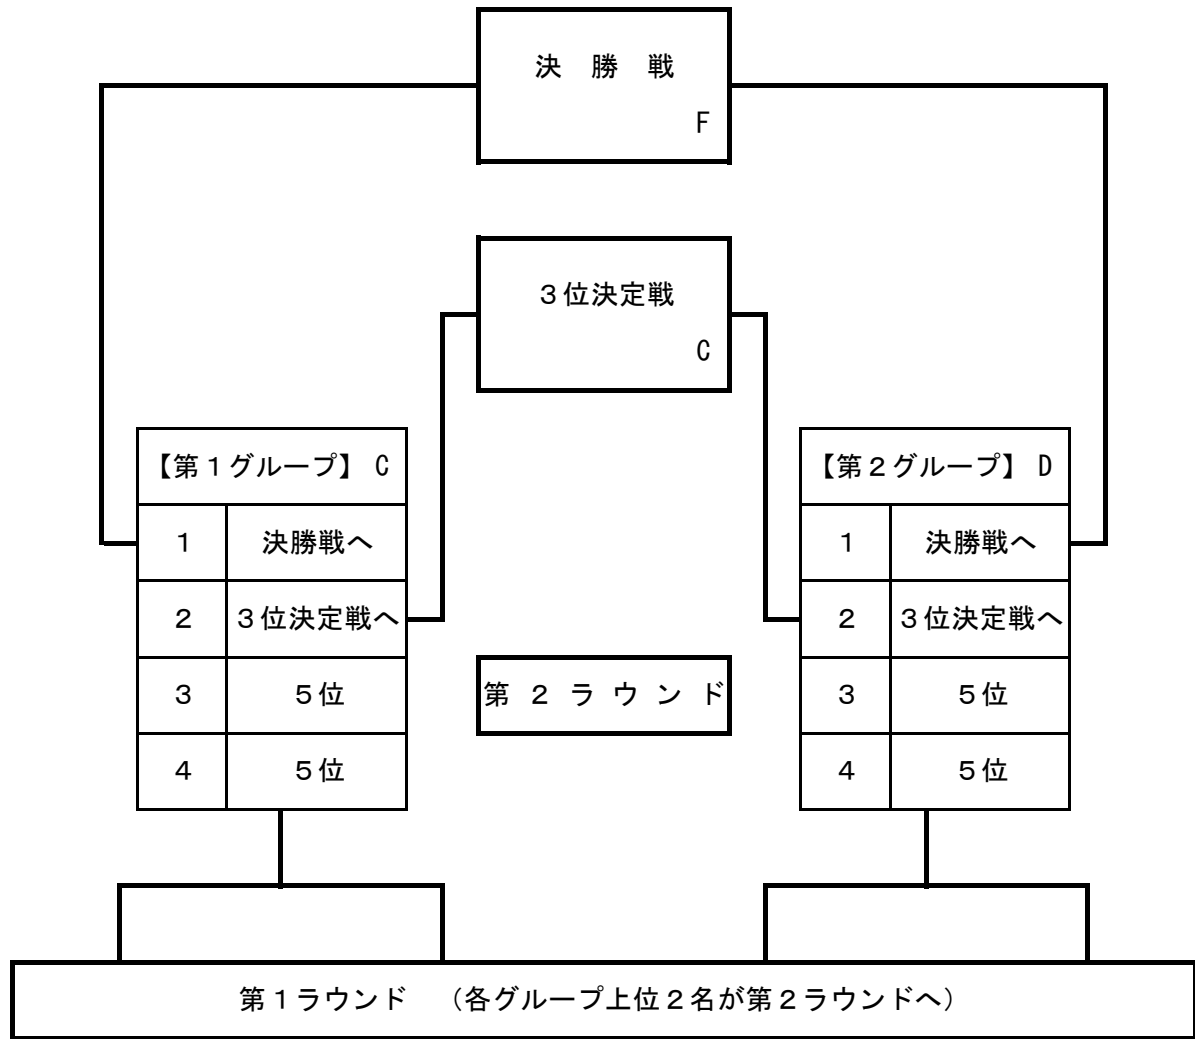 決　勝　戦
F
３位決定戦
C
【第１グループ】 C
1 決勝戦へ
2 ３位決定戦へ
3 ５位
4 ５位
【第２グループ】 D
1 決勝戦へ
2 ３位決定戦へ
3 ５位
4 ５位
第 ２ ラ ウ ン ド
第１ラウンド　（各グループ上位２名が第２ラウンドへ）